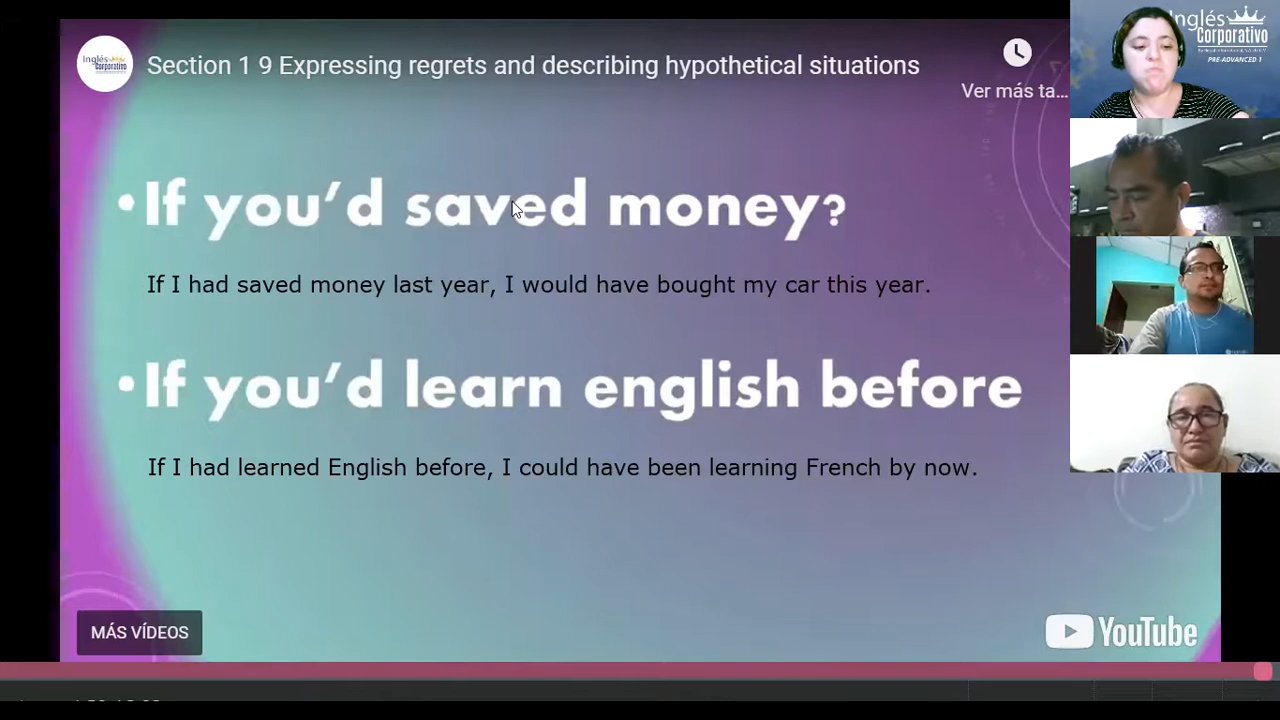 Inglés
Corporativo
Section 1 9 Expressing regrets and describing hypothetical situations
Ver más ta...
Inglés
Corporativo
PRE-ADVANCED 1
•If you’d saved money?
If I had saved money last year, I would have bought my car this year.
•If you’d learn english before
If I had learned English before, I could have been learning French by now.
MÁS VÍDEOS
YouTube